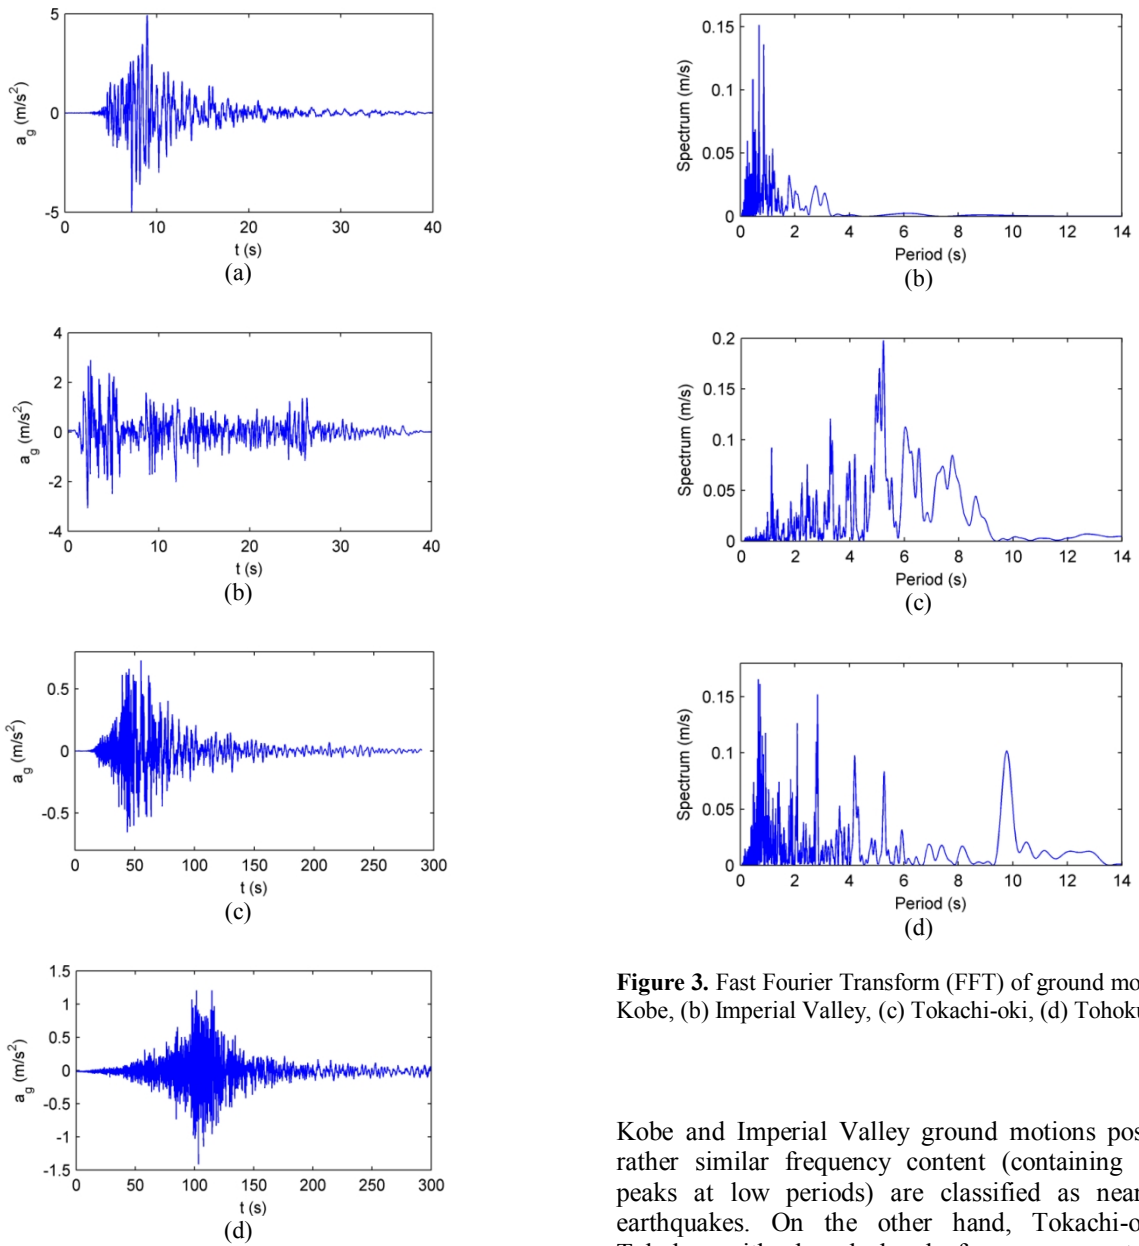 5
0
-5
a_g (m/s²)
0 10 20 30 40
t (s)
(a)
4
2
0
-2
-4
a_g (m/s²)
0 10 20 30 40
t (s)
(b)
0.5
0
-0.5
a_g (m/s²)
0 50 100 150 200 250 300
t (s)
(c)
1.5
1
0.5
0
-0.5
-1
-1.5
a_g (m/s²)
0 50 100 150 200 250 300
t (s)
(d)
0.15
0.1
0.05
0
Spectrum (m/s)
0 2 4 6 8 10 12 14
Period (s)
(b)
0.2
0.15
0.1
0.05
0
Spectrum (m/s)
0 2 4 6 8 10 12 14
Period (s)
(c)
0.15
0.1
0.05
0
Spectrum (m/s)
0 2 4 6 8 10 12 14
Period (s)
(d)
Figure 3. Fast Fourier Transform (FFT) of ground mo
Kobe, (b) Imperial Valley, (c) Tokachi-oki, (d) Tohoku
Kobe and Imperial Valley ground motions pos
rather similar frequency content (containing
peaks at low periods) are classified as near
earthquakes. On the other hand, Tokachi-o